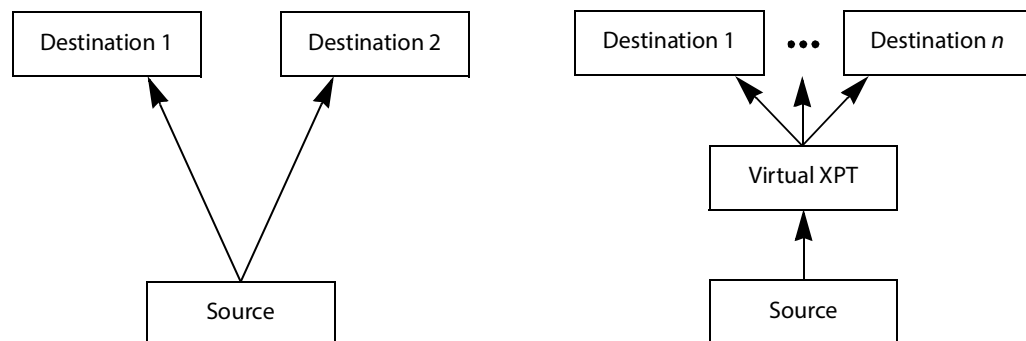 Destination 1
Destination 2
Source
Destination 1
•••
Destination n
Virtual XPT
Source